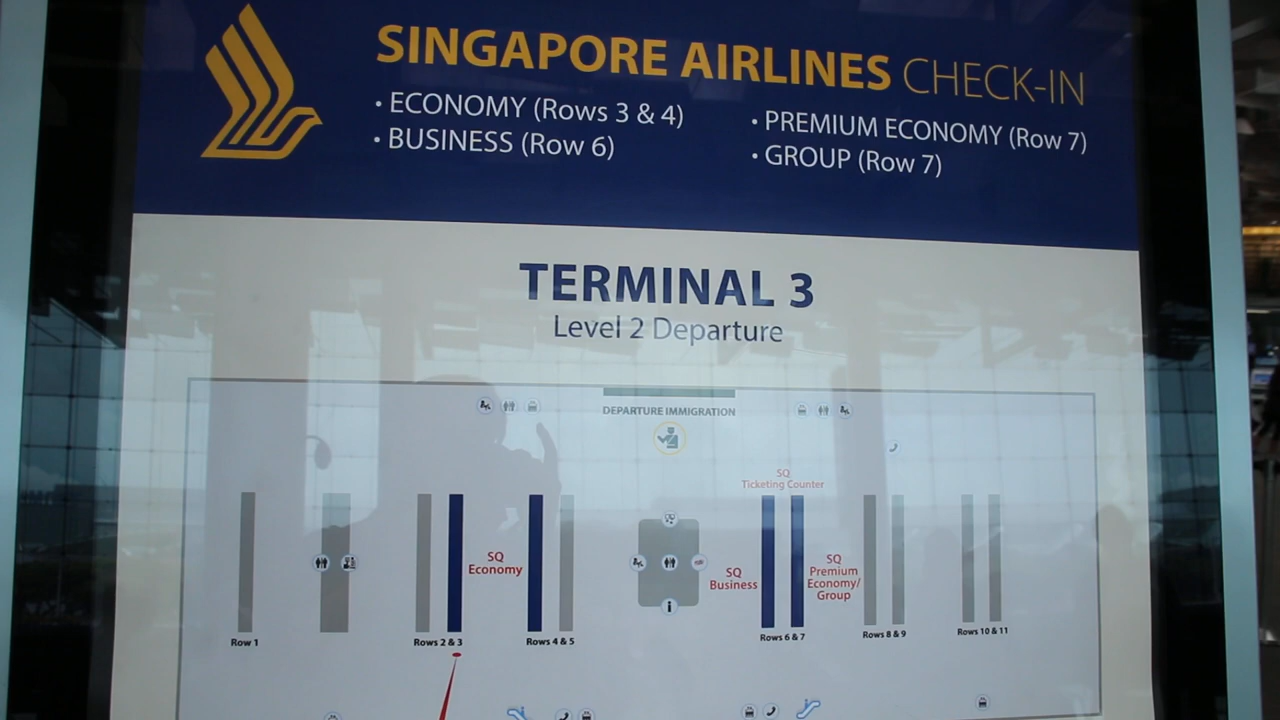 SINGAPORE AIRLINES CHECK-IN
• ECONOMY (Rows 3 & 4)
• BUSINESS (Row 6)
• PREMIUM ECONOMY (Row 7)
• GROUP (Row 7)
TERMINAL 3
Level 2 Departure
DEPARTURE IMMIGRATION
SQ
Ticketing Counter
SQ
Economy
SQ
Business
SQ
Premium
Economy/
Group
Row 1
Rows 2 & 3
Rows 4 & 5
Rows 6 & 7
Rows 8 & 9
Rows 10 & 11